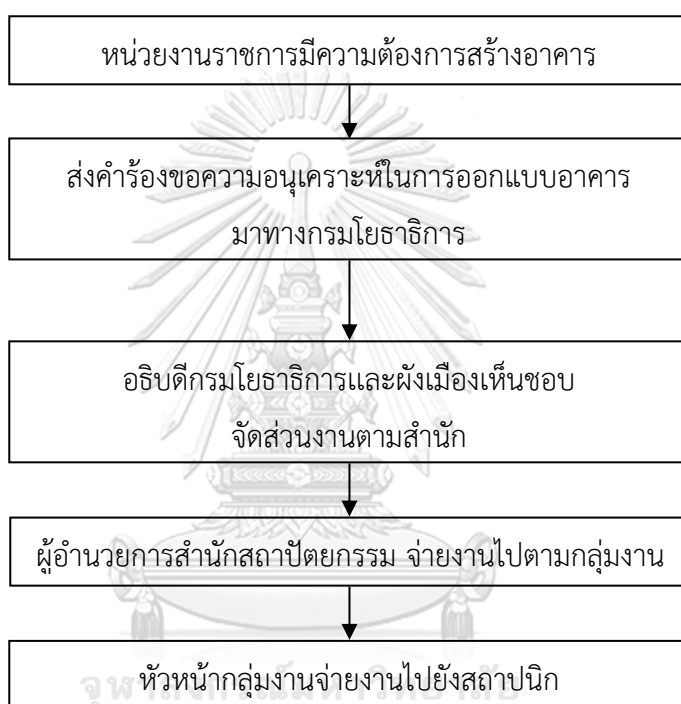 หน่วยงานราชการมีความต้องการสร้างอาคาร
ส่งคำร้องขอความอนุเคราะห์ในการออกแบบอาคาร
มาทางกรมโยธาธิการ
อธิบดีกรมโยธาธิการและผังเมืองเห็นชอบ
จัดส่วนงานตามสำนัก
ผู้อำนวยการสำนักสถาปัตยกรรม จ่ายงานไปตามกลุ่มงาน
หัวหน้ากลุ่มงานจ่ายงานไปยังสถาปนิก